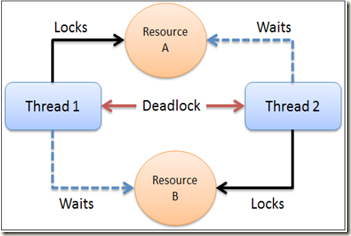 Locks
Resource
A
Waits
Thread 1
Deadlock
Thread 2
Waits
Resource
B
Locks